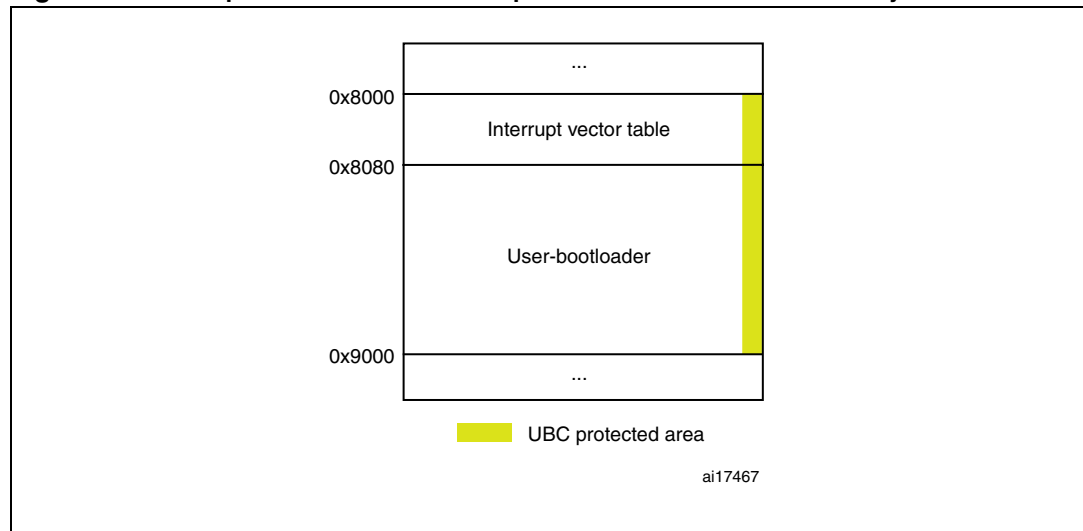 ...
0x8000
Interrupt vector table
0x8080
User-bootloader
0x9000
...
UBC protected area
ai17467